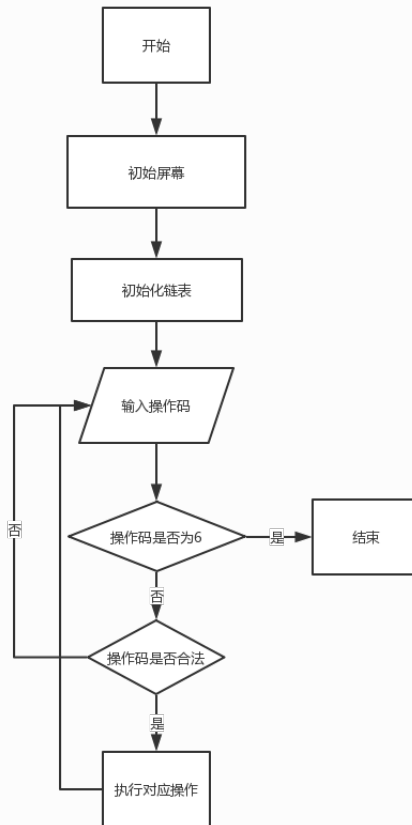 开始
初始屏幕
初始化链表
输入操作码
操作码是否为6
是
结束
否
否
操作码是否合法
是
执行对应操作